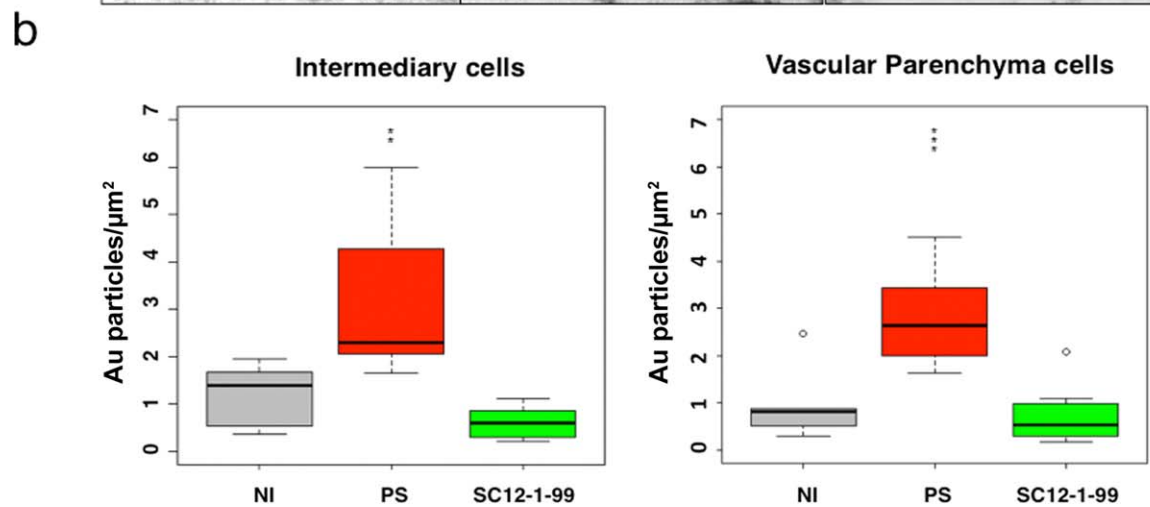 b
Intermediary cells
Au particles/µm²
7
6
5
4
3
2
1
0
**
NI PS SC12-1-99
Vascular Parenchyma cells
Au particles/µm²
7
6
5
4
3
2
1
0
***
NI PS SC12-1-99